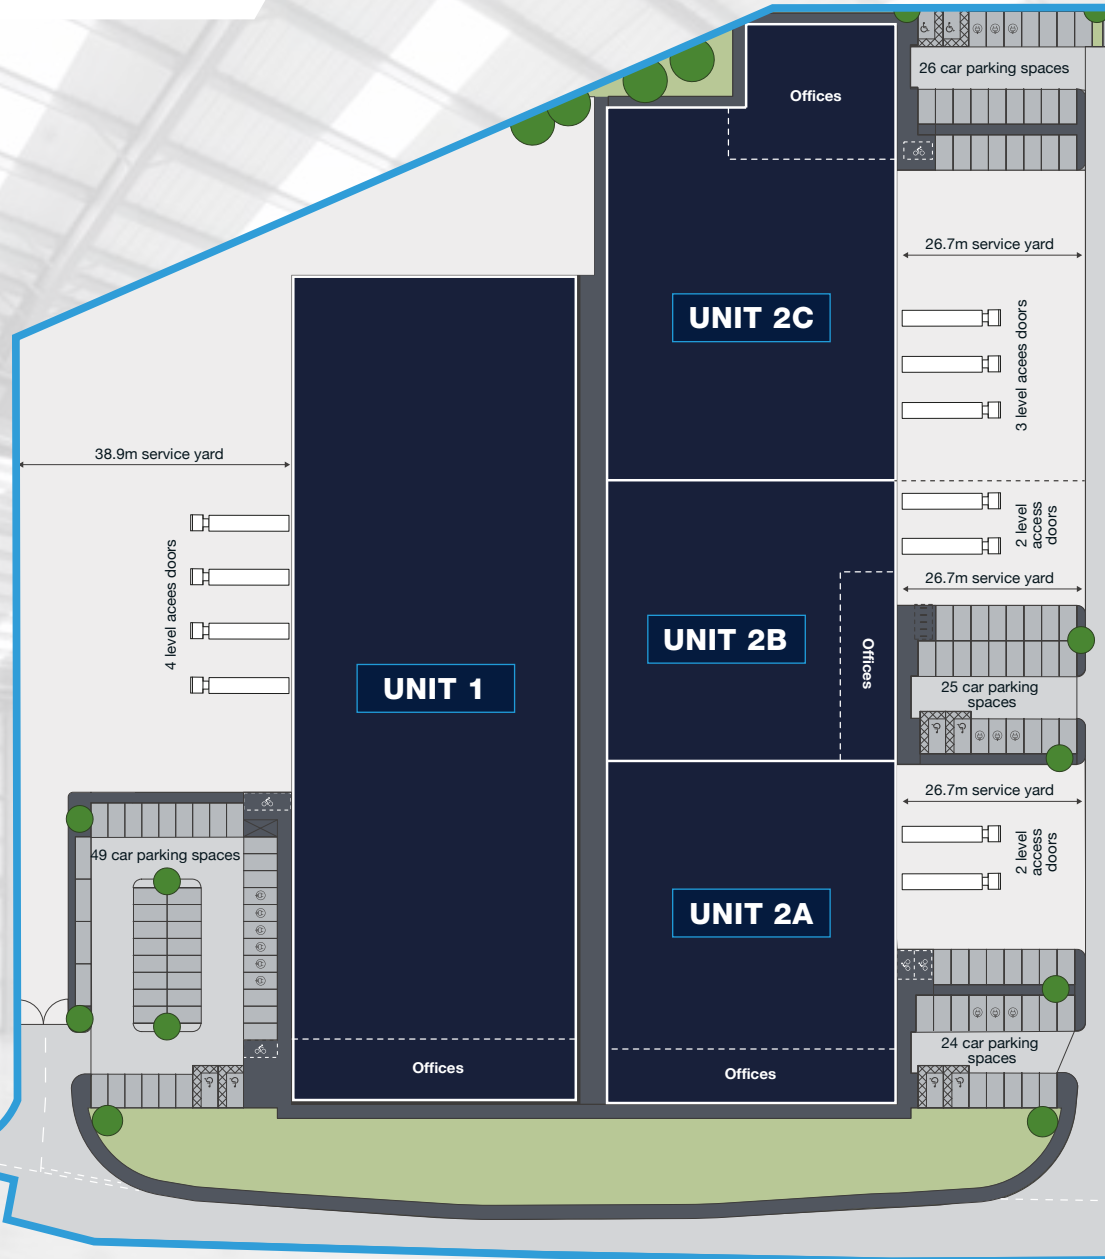 26 car parking spaces
Offices
26.7m service yard
UNIT 2C
3 level acees doors
38.9m service yard
2 level
access
doors
4 level acees doors
26.7m service yard
UNIT 2B
Offices
UNIT 1
25 car parking
spaces
26.7m service yard
49 car parking spaces
2 level
access
doors
UNIT 2A
24 car parking
spaces
Offices
Offices